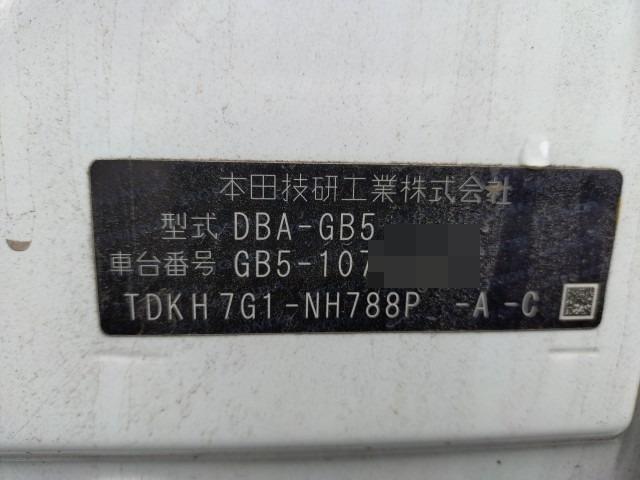 本田技研工業株式会社
型式 DBA-GB5
車台番号 GB5-107
TDKH7G1-NH788P -A-C